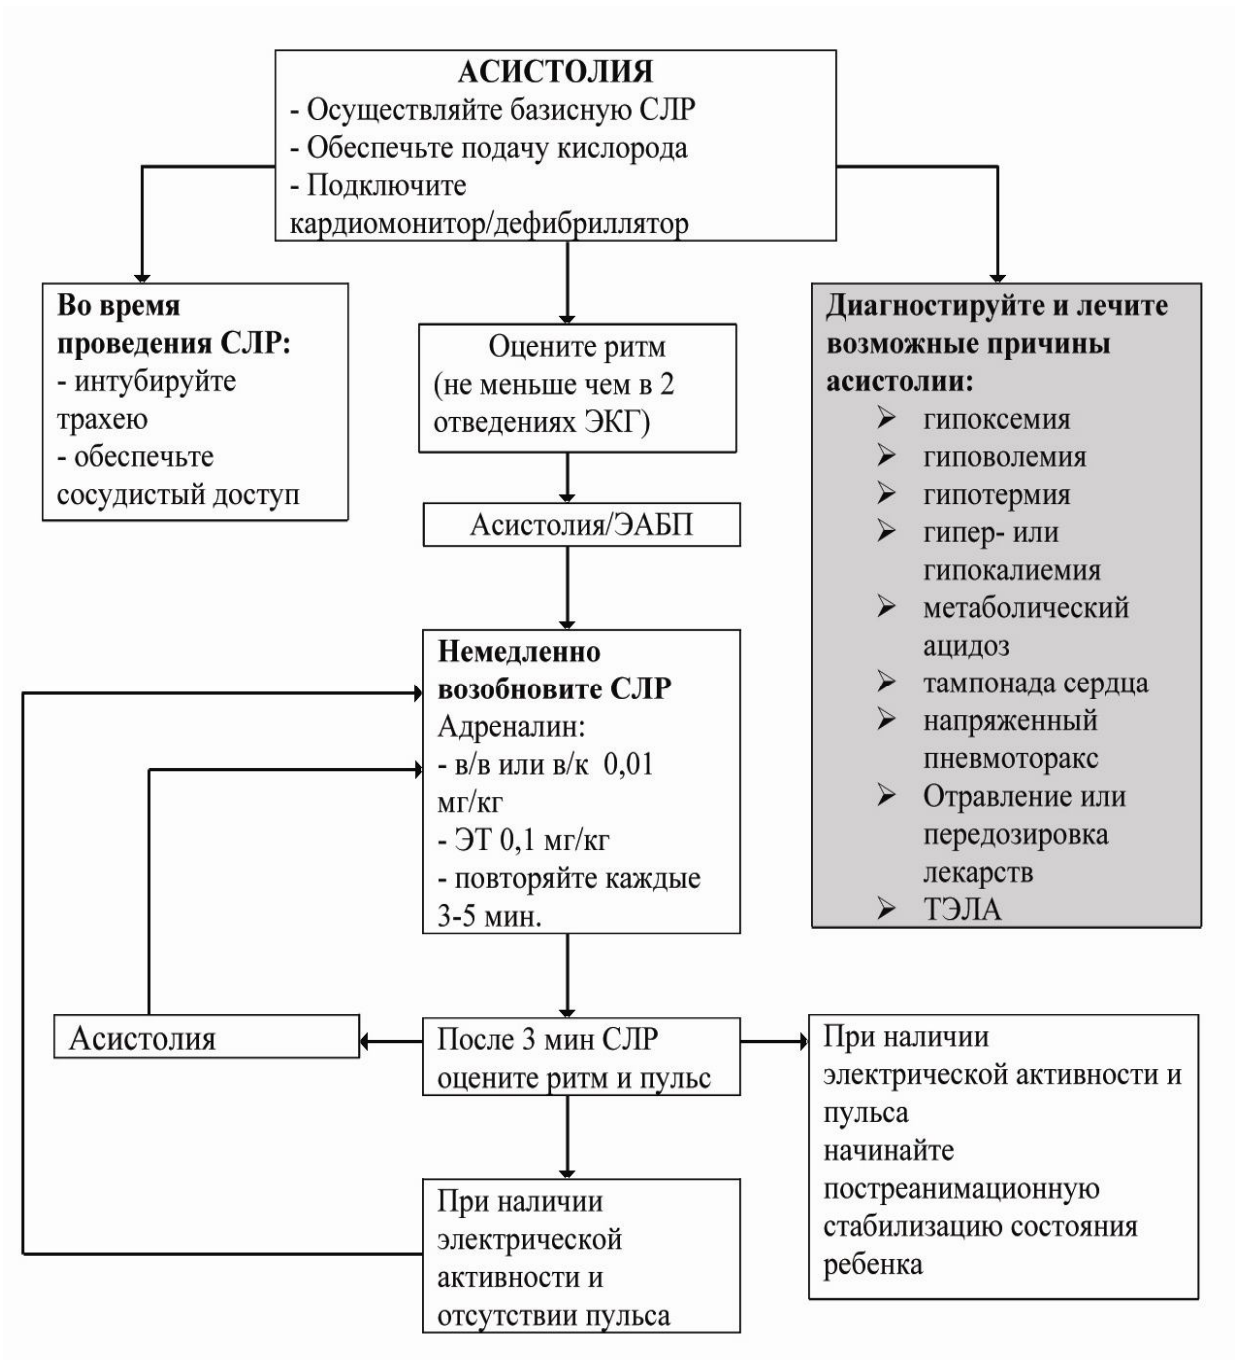 АСИСТОЛИЯ
- Осуществляйте базисную СЛР
- Обеспечьте подачу кислорода
- Подключите
кардиомонитор/дефибриллятор
Во время
проведения СЛР:
- интубируйте
трахею
- обеспечьте
сосудистый доступ
Оцените ритм
(не меньше чем в 2
отведениях ЭКГ)
Асистолия/ЭАБП
Диагностируйте и лечите
возможные причины
асистолии:
➢ гипоксемия
➢ гиповолемия
➢ гипотермия
➢ гипер- или
гипокалиемия
➢ метаболический
ацидоз
➢ тампонада сердца
➢ напряженный
пневмоторакс
➢ Отравление или
передозировка
лекарств
➢ ТЭЛА
Немедленно
возобновите СЛР
Адреналин:
- в/в или в/к 0,01
мг/кг
- ЭТ 0,1 мг/кг
- повторяйте каждые
3-5 мин.
Асистолия
После 3 мин СЛР
оцените ритм и пульс
При наличии
электрической активности и
пульса
начинайте
постреанимационную
стабилизацию состояния
ребенка
При наличии
электрической
активности и
отсутствии пульса